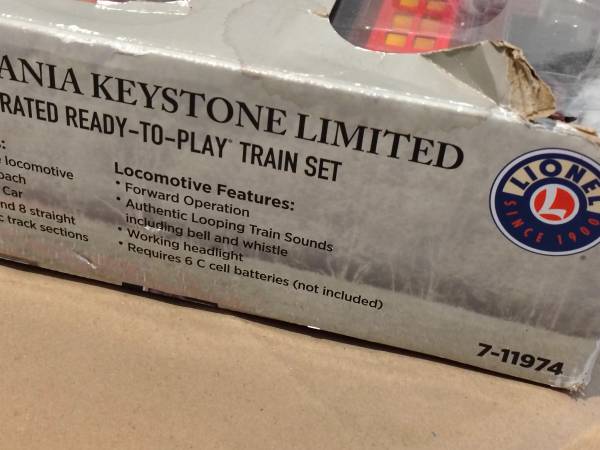 ANIA KEYSTONE LIMITED
RATED READY-TO-PLAY TRAIN SET
:
locomotive
oach
Car
nd 8 straight
c track sections
Locomotive Features:
• Forward Operation
• Authentic Looping Train Sounds
including bell and whistle
• Working headlight
• Requires 6 C cell batteries (not included)
LIONEL
L
SINCE 1900
®
7-11974